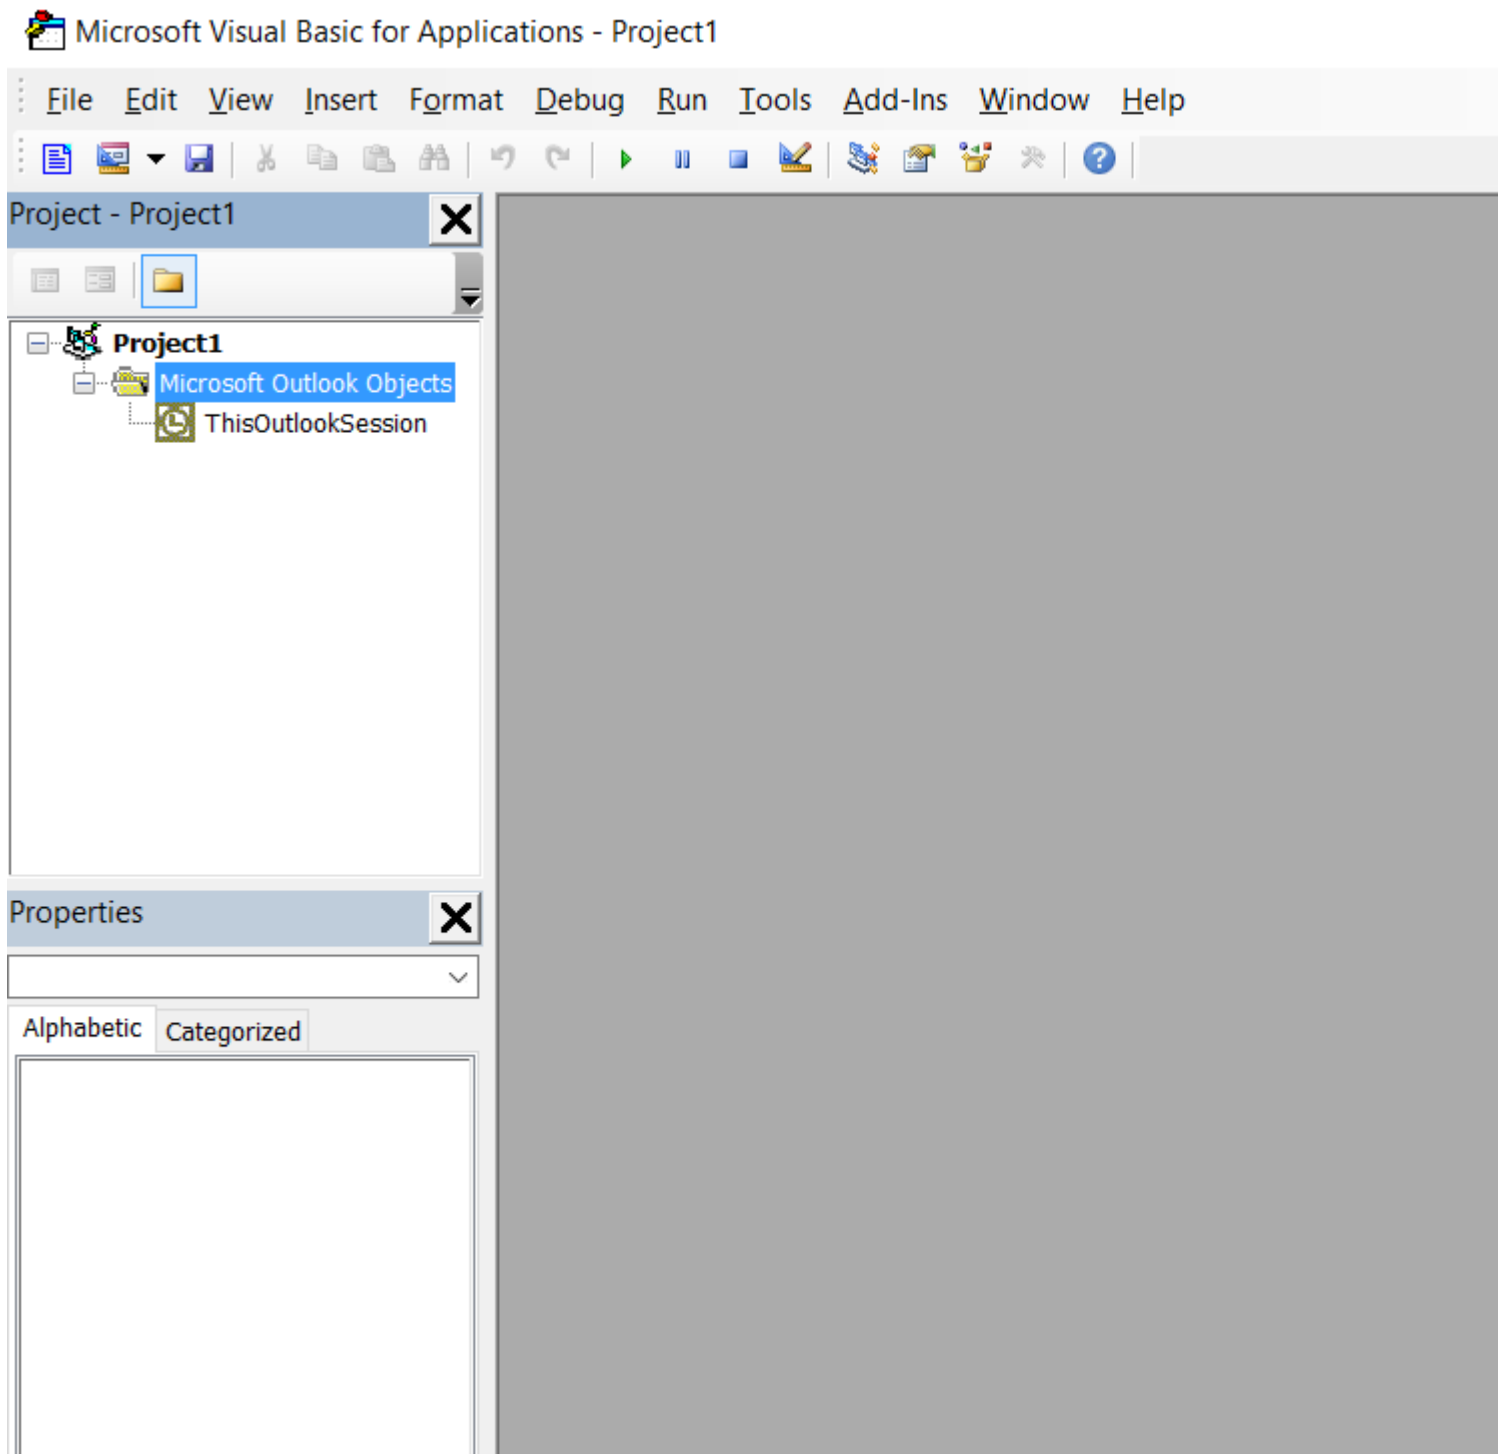 Microsoft Visual Basic for Applications - Project1
File Edit View Insert Format Debug Run Tools Add-Ins Window Help
Project - Project1
Project1
Microsoft Outlook Objects
ThisOutlookSession
Properties
Alphabetic Categorized